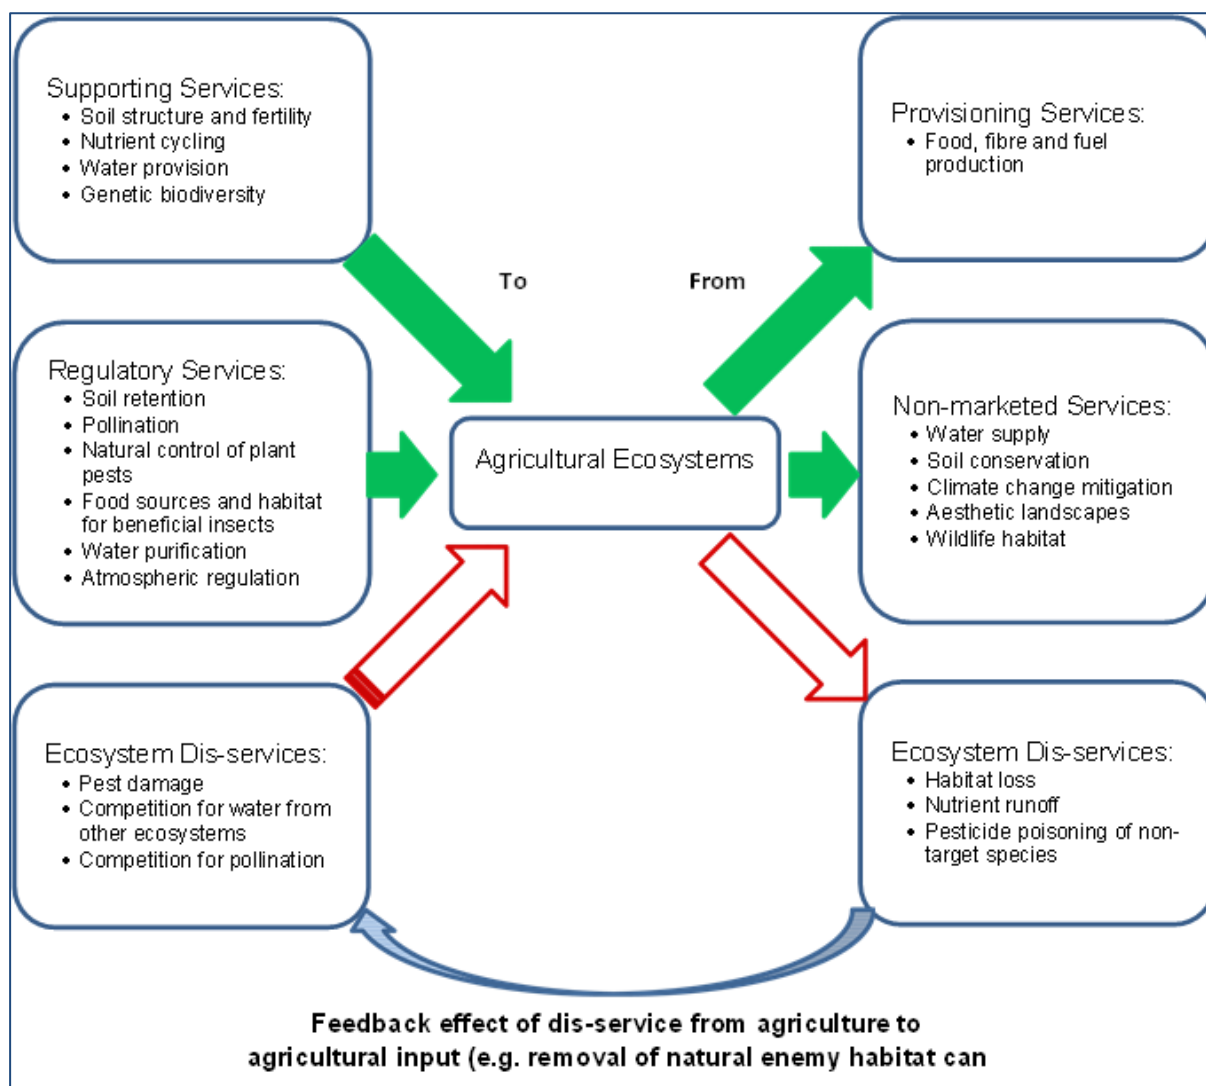 Supporting Services:
• Soil structure and fertility
• Nutrient cycling
• Water provision
• Genetic biodiversity
Provisioning Services:
• Food, fibre and fuel
production
To
From
Regulatory Services:
• Soil retention
• Pollination
• Natural control of plant
pests
• Food sources and habitat
for beneficial insects
• Water purification
• Atmospheric regulation
Agricultural Ecosystems
Non-marketed Services:
• Water supply
• Soil conservation
• Climate change mitigation
• Aesthetic landscapes
• Wildlife habitat
Ecosystem Dis-services:
• Pest damage
• Competition for water from
other ecosystems
• Competition for pollination
Ecosystem Dis-services:
• Habitat loss
• Nutrient runoff
• Pesticide poisoning of non-
target species
Feedback effect of dis-service from agriculture to
agricultural input (e.g. removal of natural enemy habitat can